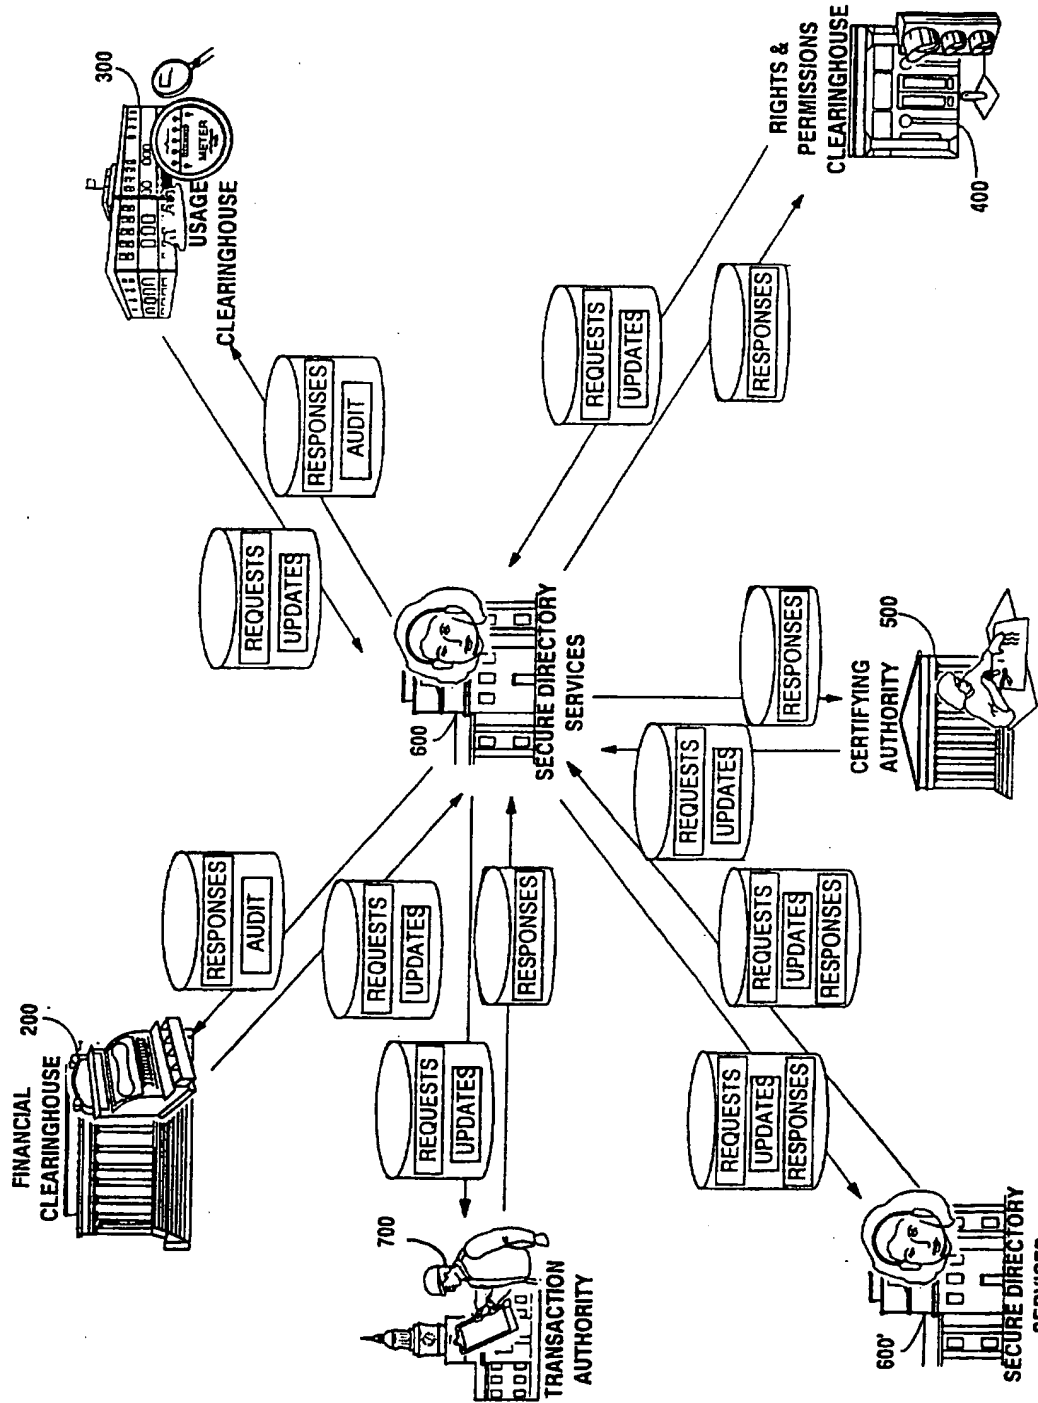 FINANCIAL
CLEARINGHOUSE
200
RESPONSES
AUDIT
REQUESTS
UPDATES
REQUESTS
UPDATES
300
METER
USAGE
CLEARINGHOUSE
RESPONSES
AUDIT
700
TRANSACTION
AUTHORITY
REQUESTS
UPDATES
RESPONSES
600
SECURE DIRECTORY
SERVICES
REQUESTS
UPDATES
RESPONSES
RIGHTS &
PERMISSIONS
CLEARINGHOUSE
400
REQUESTS
UPDATES
RESPONSES
REQUESTS
UPDATES
RESPONSES
600'
SECURE DIRECTORY
SERVICES
REQUESTS
UPDATES
RESPONSES
CERTIFYING
AUTHORITY
500